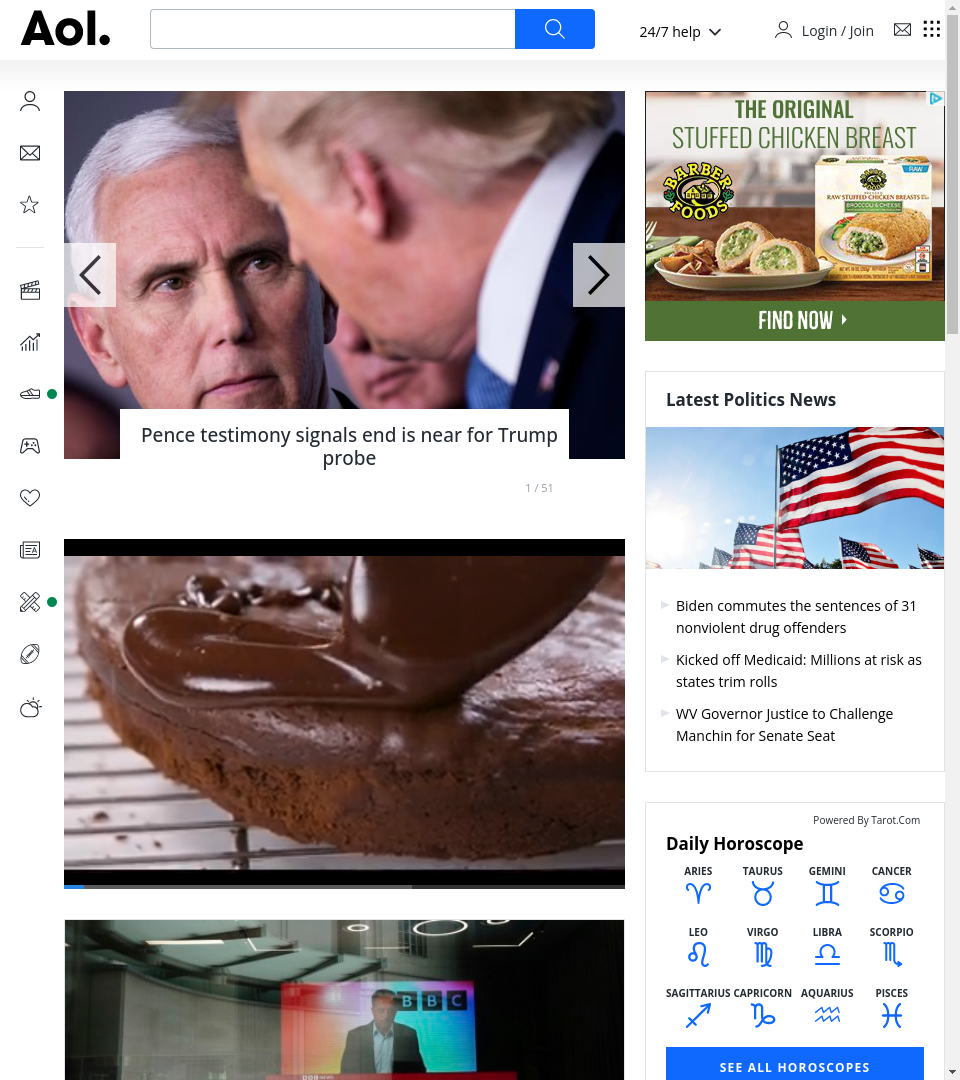 Aol.
24/7 help
Login / Join
Pence testimony signals end is near for Trump
probe
1 / 51
THE ORIGINAL
STUFFED CHICKEN BREAST
BARBER
FOODS
RAW
RAW STUFFED CHICKEN BREASTS
BROCCOLI & CHEESE
FIND NOW
Latest Politics News
Biden commutes the sentences of 31
nonviolent drug offenders
Kicked off Medicaid: Millions at risk as
states trim rolls
WV Governor Justice to Challenge
Manchin for Senate Seat
Powered By Tarot.Com
Daily Horoscope
ARIES TAURUS GEMINI CANCER
LEO VIRGO LIBRA SCORPIO
SAGITTARIUS CAPRICORN AQUARIUS PISCES
SEE ALL HOROSCOPES
BBC
BBC NEWS